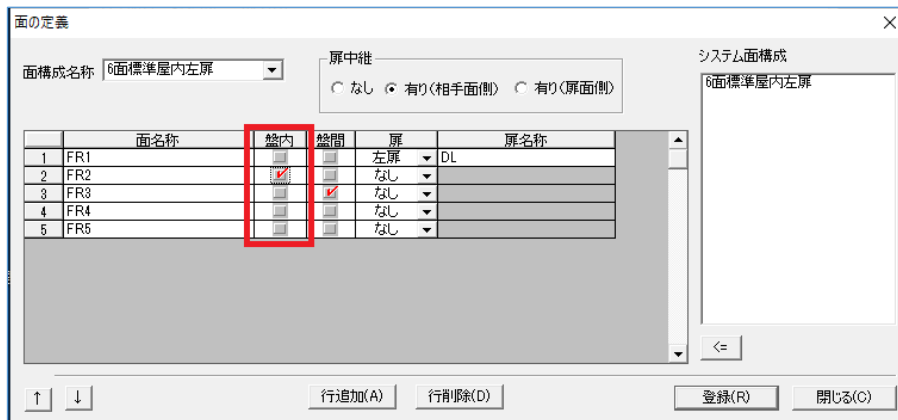 面の定義
面構成名称 6面標準屋内左扉
扉中継
なし 有り(相手面側) 有り(扉面側)
システム面構成
6面標準屋内左扉
面名称 盤内 盤間 扉 扉名称
1 FR1 左扉 DL
2 FR2 なし
3 FR3 なし
4 FR4 なし
5 FR5 なし
<=
↑ ↓ 行追加(A) 行削除(D) 登録(R) 閉じる(C)